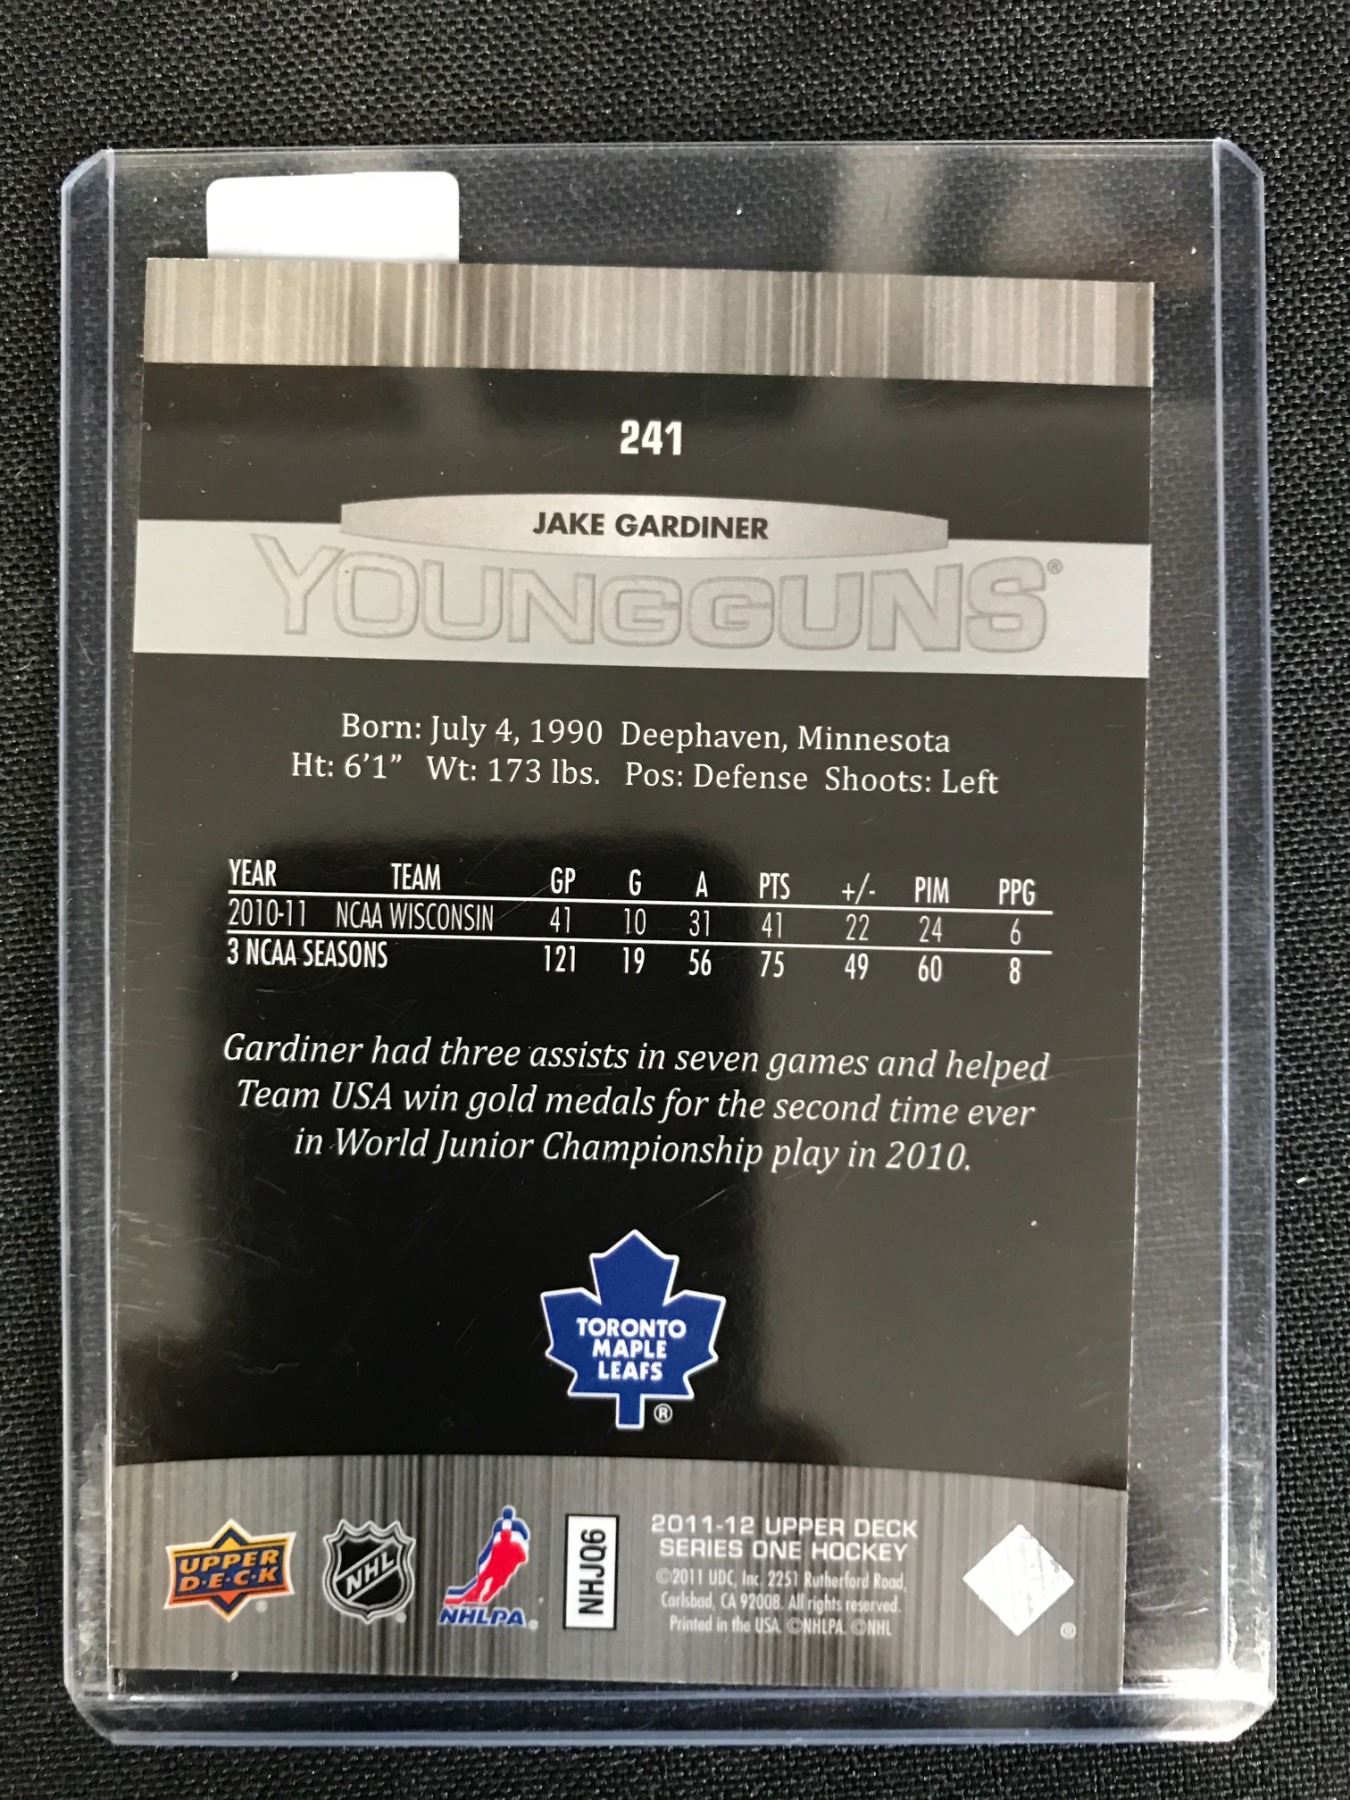 241
JAKE GARDINER
YOUNGGUNS®
Born: July 4, 1990 Deephaven, Minnesota
Ht: 6'1" Wt: 173 lbs. Pos: Defense Shoots: Left
YEAR TEAM GP G A PTS +/- PIM PPG
2010-11 NCAA WISCONSIN 41 10 31 41 22 24 6
3 NCAA SEASONS 121 19 56 75 49 60 8
Gardiner had three assists in seven games and helped
Team USA win gold medals for the second time ever
in World Junior Championship play in 2010.
TORONTO
MAPLE
LEAFS
®
UPPER
D·E·C·K
®
NHL
®
NHLPA®
NHJQ6
2011-12 UPPER DECK
SERIES ONE HOCKEY
©2011 UDC, Inc. 2251 Rutherford Road,
Carlsbad, CA 92008. All rights reserved.
Printed in the USA. ©NHLPA. ©NHL
®